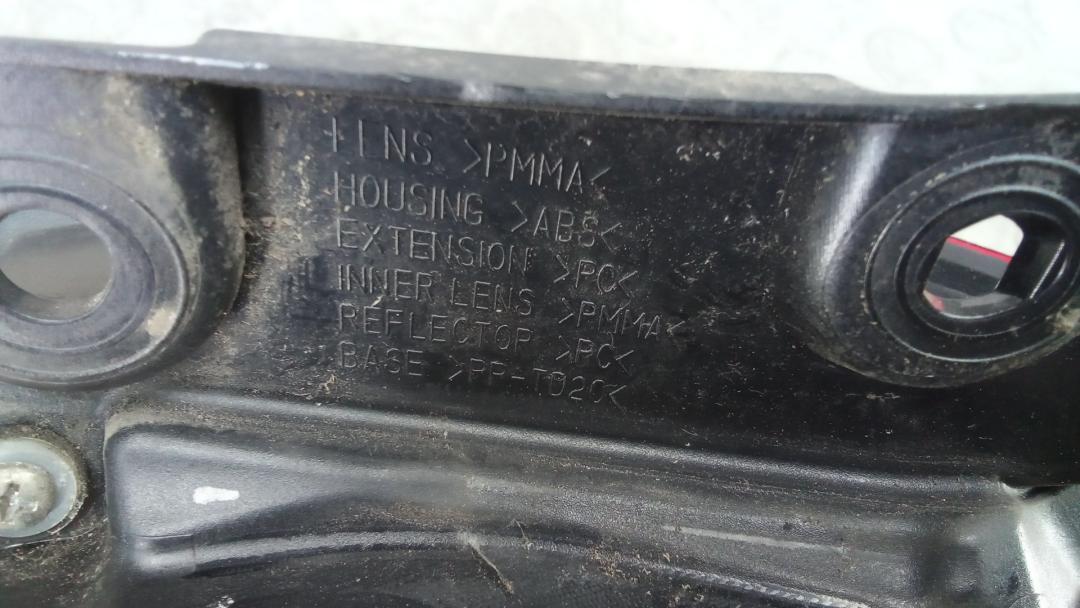 LENS >PMMA<
HOUSING >ABS<
EXTENSION >PC<
INNER LENS >PMMA<
REFLECTOR >PC<
BASE >PP-TD20<